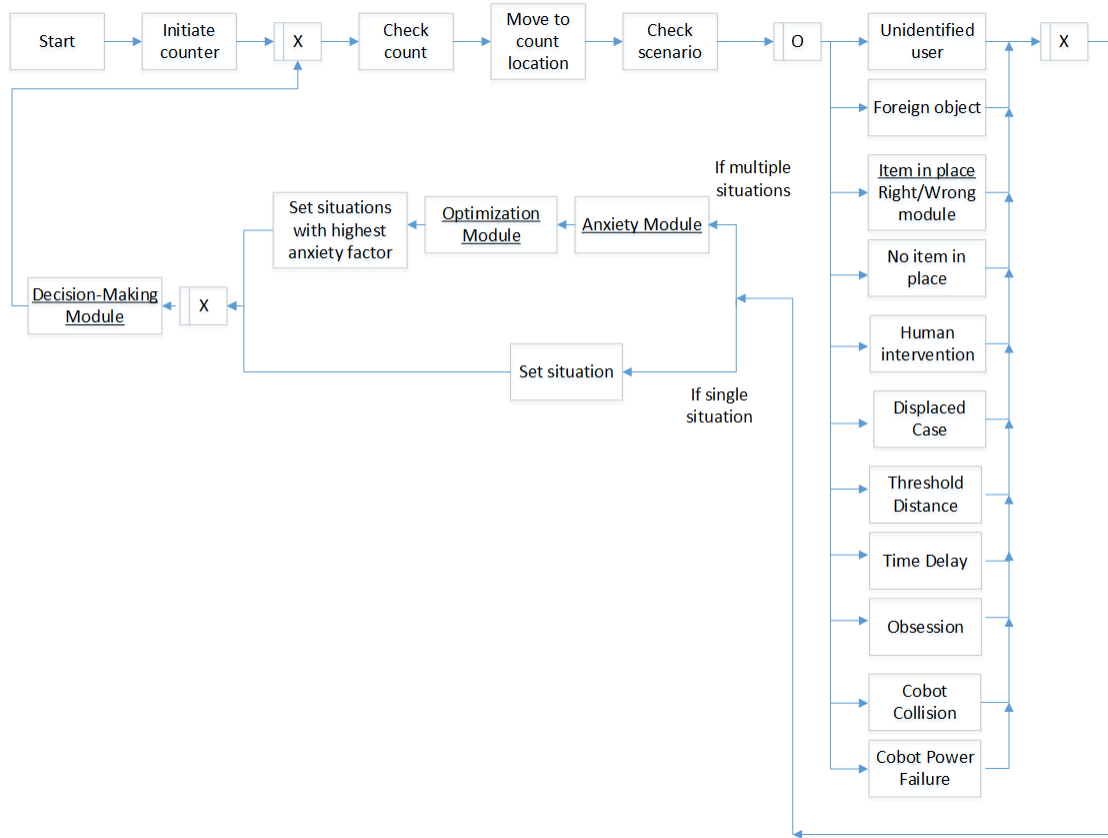 Start
Initiate
counter
X
Check
count
Move to
count
location
Check
scenario
O
Unidentified
user
X
Foreign object
Item in place
Right/Wrong
module
No item in
place
Human
intervention
Displaced
Case
Threshold
Distance
Time Delay
Obsession
Cobot
Collision
Cobot Power
Failure
If multiple
situations
Anxiety Module
Optimization
Module
Set situations
with highest
anxiety factor
If single
situation
Set situation
X
Decision-Making
Module